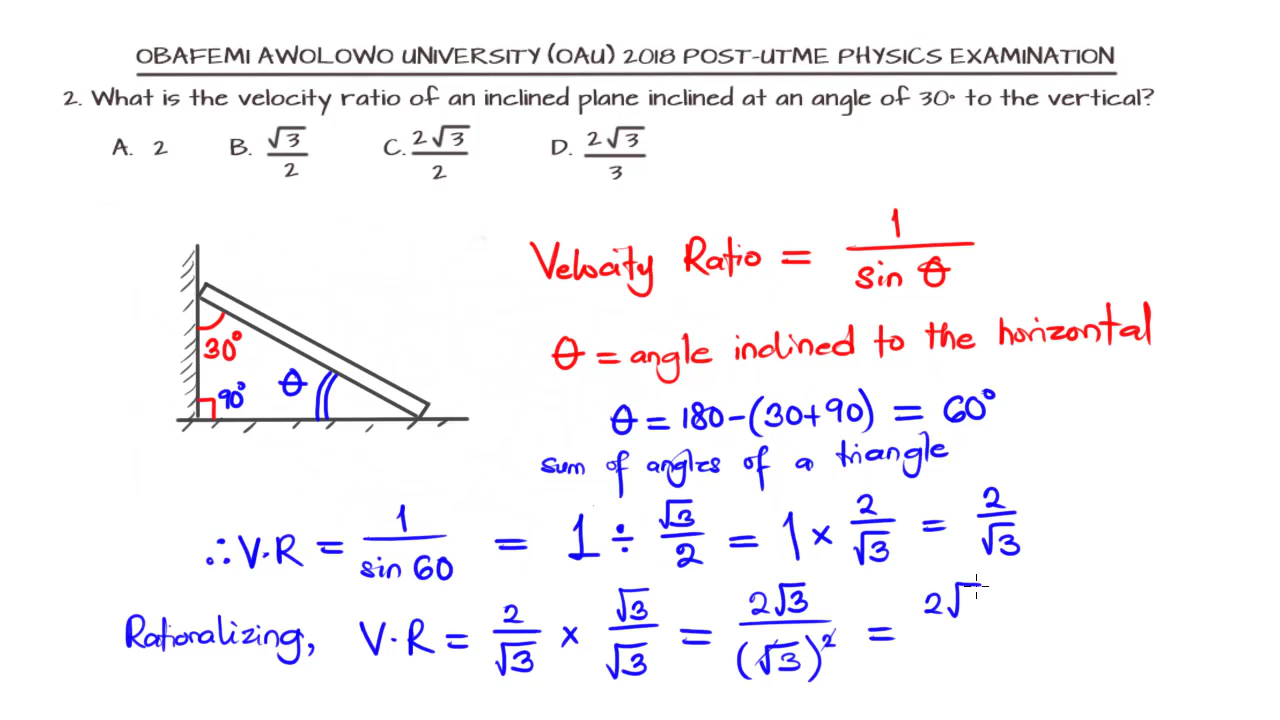 OBAFEMI AWOLOWO UNIVERSITY (OAU) 2018 POST-UTME PHYSICS EXAMINATION
2. What is the velocity ratio of an inclined plane inclined at an angle of 30° to the vertical?
A. 2 B. √3/2 C. 2√3/2 D. 2√3/3
Velocity Ratio = 1/sin θ
30°
θ = angle inclined to the horizontal
90° θ
θ = 180-(30+90) = 60°
sum of angles of a triangle
∴ V.R = 1/sin 60 = 1 ÷ √3/2 = 1 × 2/√3 = 2/√3
Rationalizing, V.R = 2/√3 × √3/√3 = 2√3/(√3)² = 2√